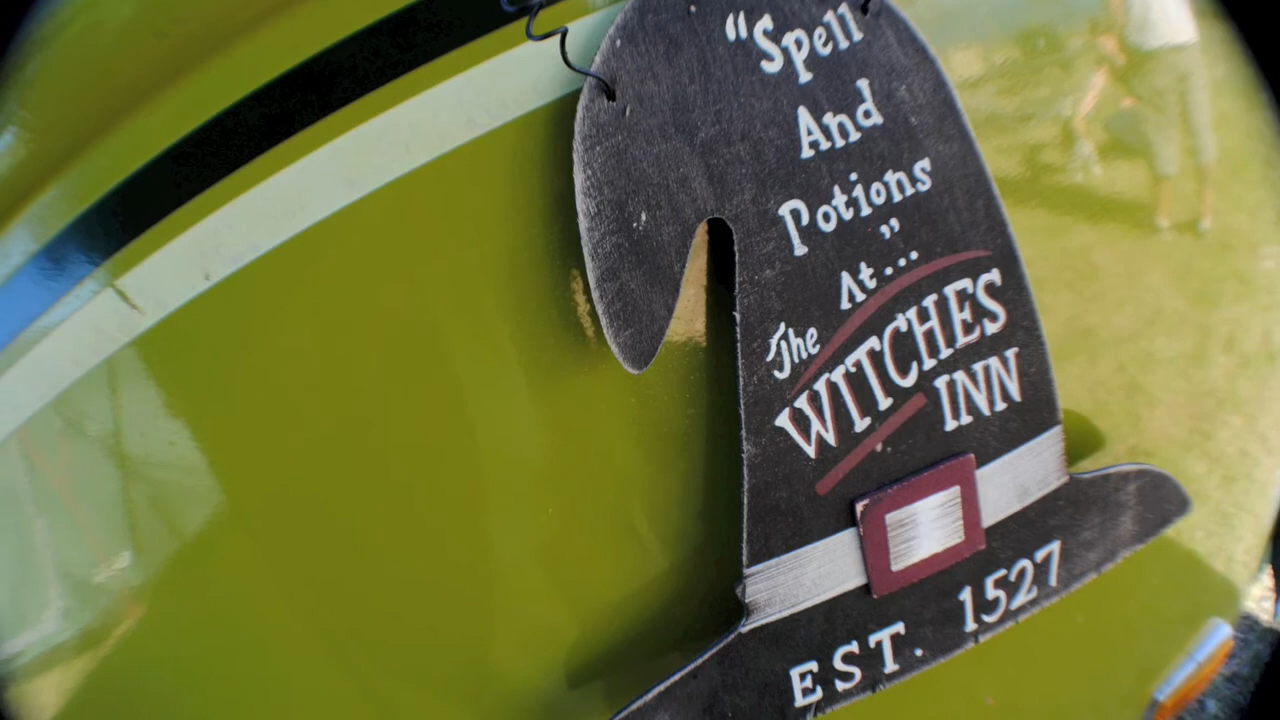 "Spell
And
Potions
At..."
The
WITCHES
INN
EST. 1527